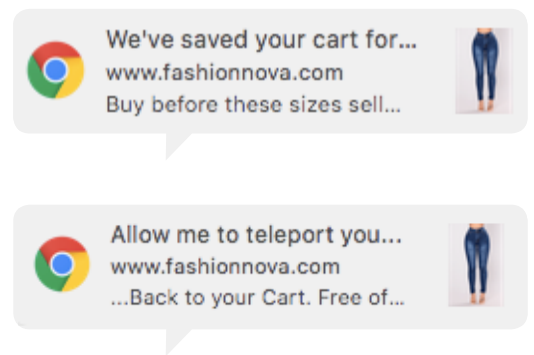 We've saved your cart for...
www.fashionnova.com
Buy before these sizes sell...
Allow me to teleport you...
www.fashionnova.com
...Back to your Cart. Free of...